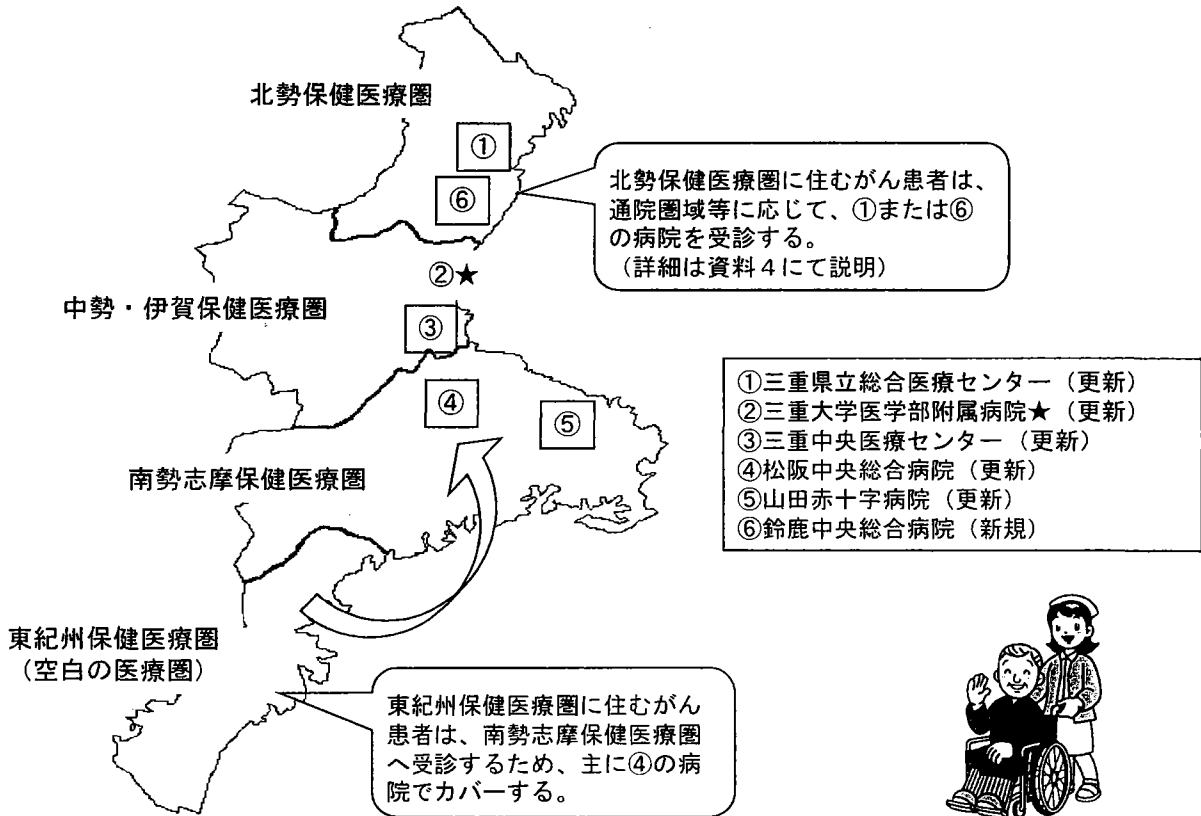 北勢保健医療圏
①
⑥
北勢保健医療圏に住むがん患者は、
通院圏域等に応じて、①または⑥
の病院を受診する。
（詳細は資料４にて説明）
②★
中勢・伊賀保健医療圏
③
①三重県立総合医療センター（更新）
②三重大学医学部附属病院★（更新）
③三重中央医療センター（更新）
④松阪中央総合病院（更新）
⑤山田赤十字病院（更新）
⑥鈴鹿中央総合病院（新規）
④
⑤
南勢志摩保健医療圏
東紀州保健医療圏
（空白の医療圏）
東紀州保健医療圏に住むがん
患者は、南勢志摩保健医療圏
へ受診するため、主に④の病
院でカバーする。